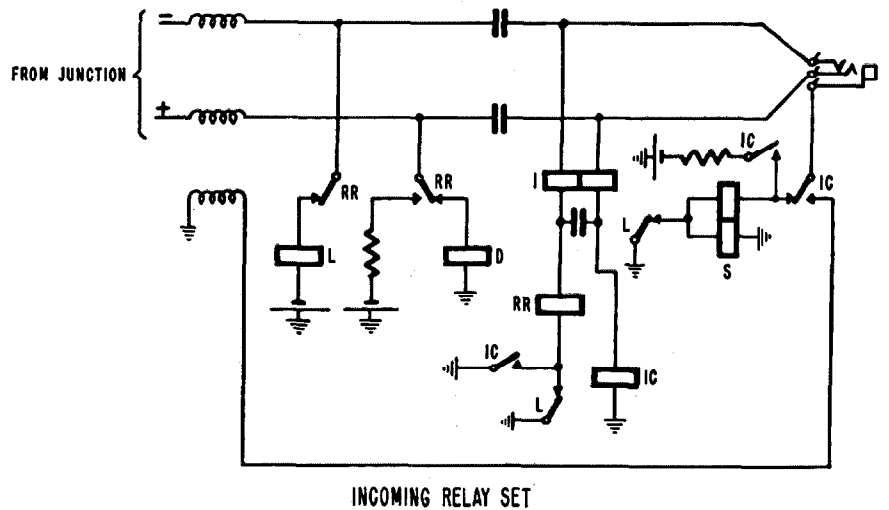 −
FROM JUNCTION
+
IC
RR
RR
I
IC
L
L
D
S
RR
IC
IC
L
INCOMING RELAY SET